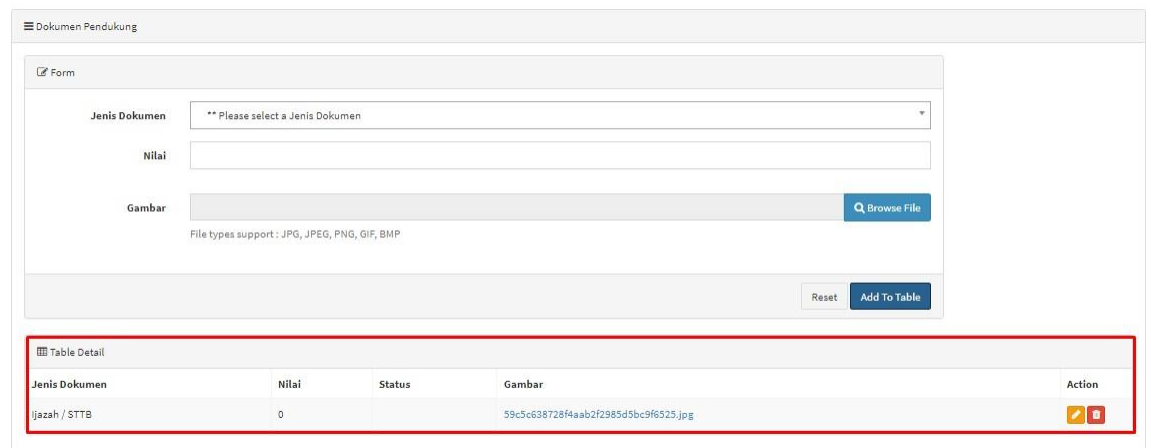 Dokumen Pendukung
Form
Jenis Dokumen ** Please select a Jenis Dokumen
Nilai
Gambar Browse File
File types support : JPG, JPEG, PNG, GIF, BMP
Reset Add To Table
Table Detail
Jenis Dokumen Nilai Status Gambar Action
Ijazah / STTB 0 59c5c638728f4aab2f2985d5bc9f6525.jpg